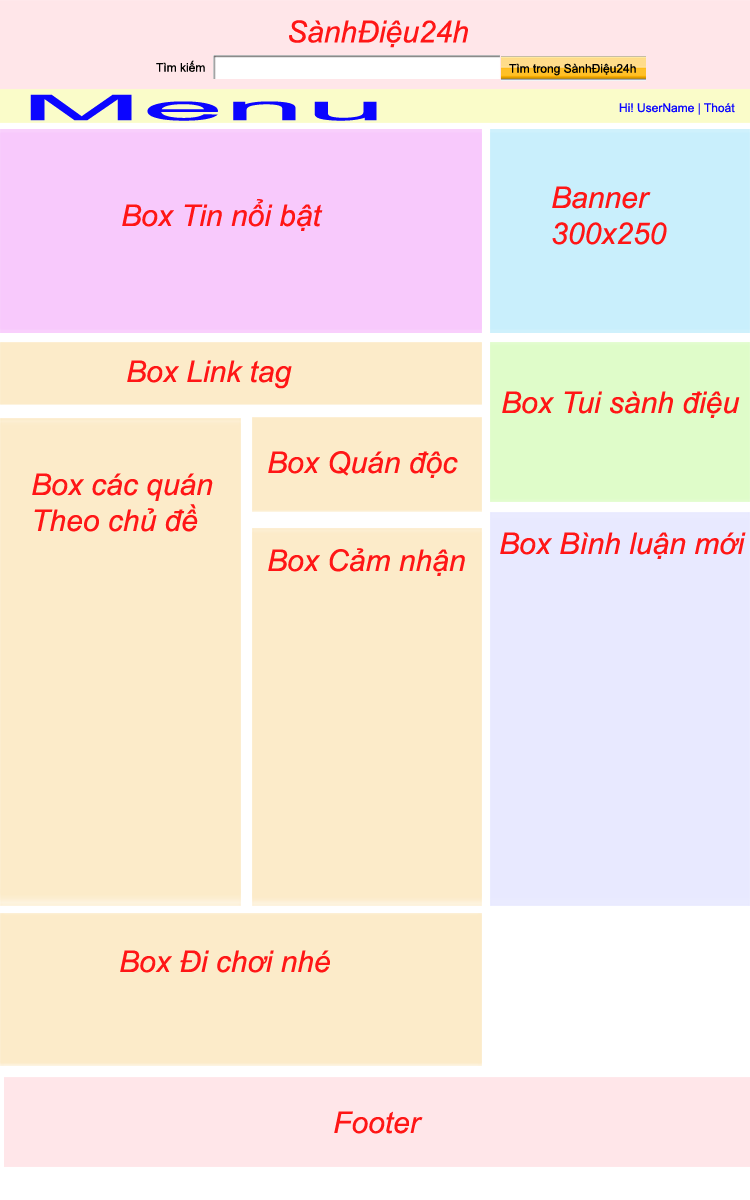 SànhĐiệu24h
Tìm kiếm Tìm trong SànhĐiệu24h
Menu Hi! UserName | Thoát
Box Tin nổi bật
Banner
300x250
Box Link tag
Box Tui sành điệu
Box các quán
Theo chủ đề
Box Quán độc
Box Cảm nhận
Box Bình luận mới
Box Đi chơi nhé
Footer